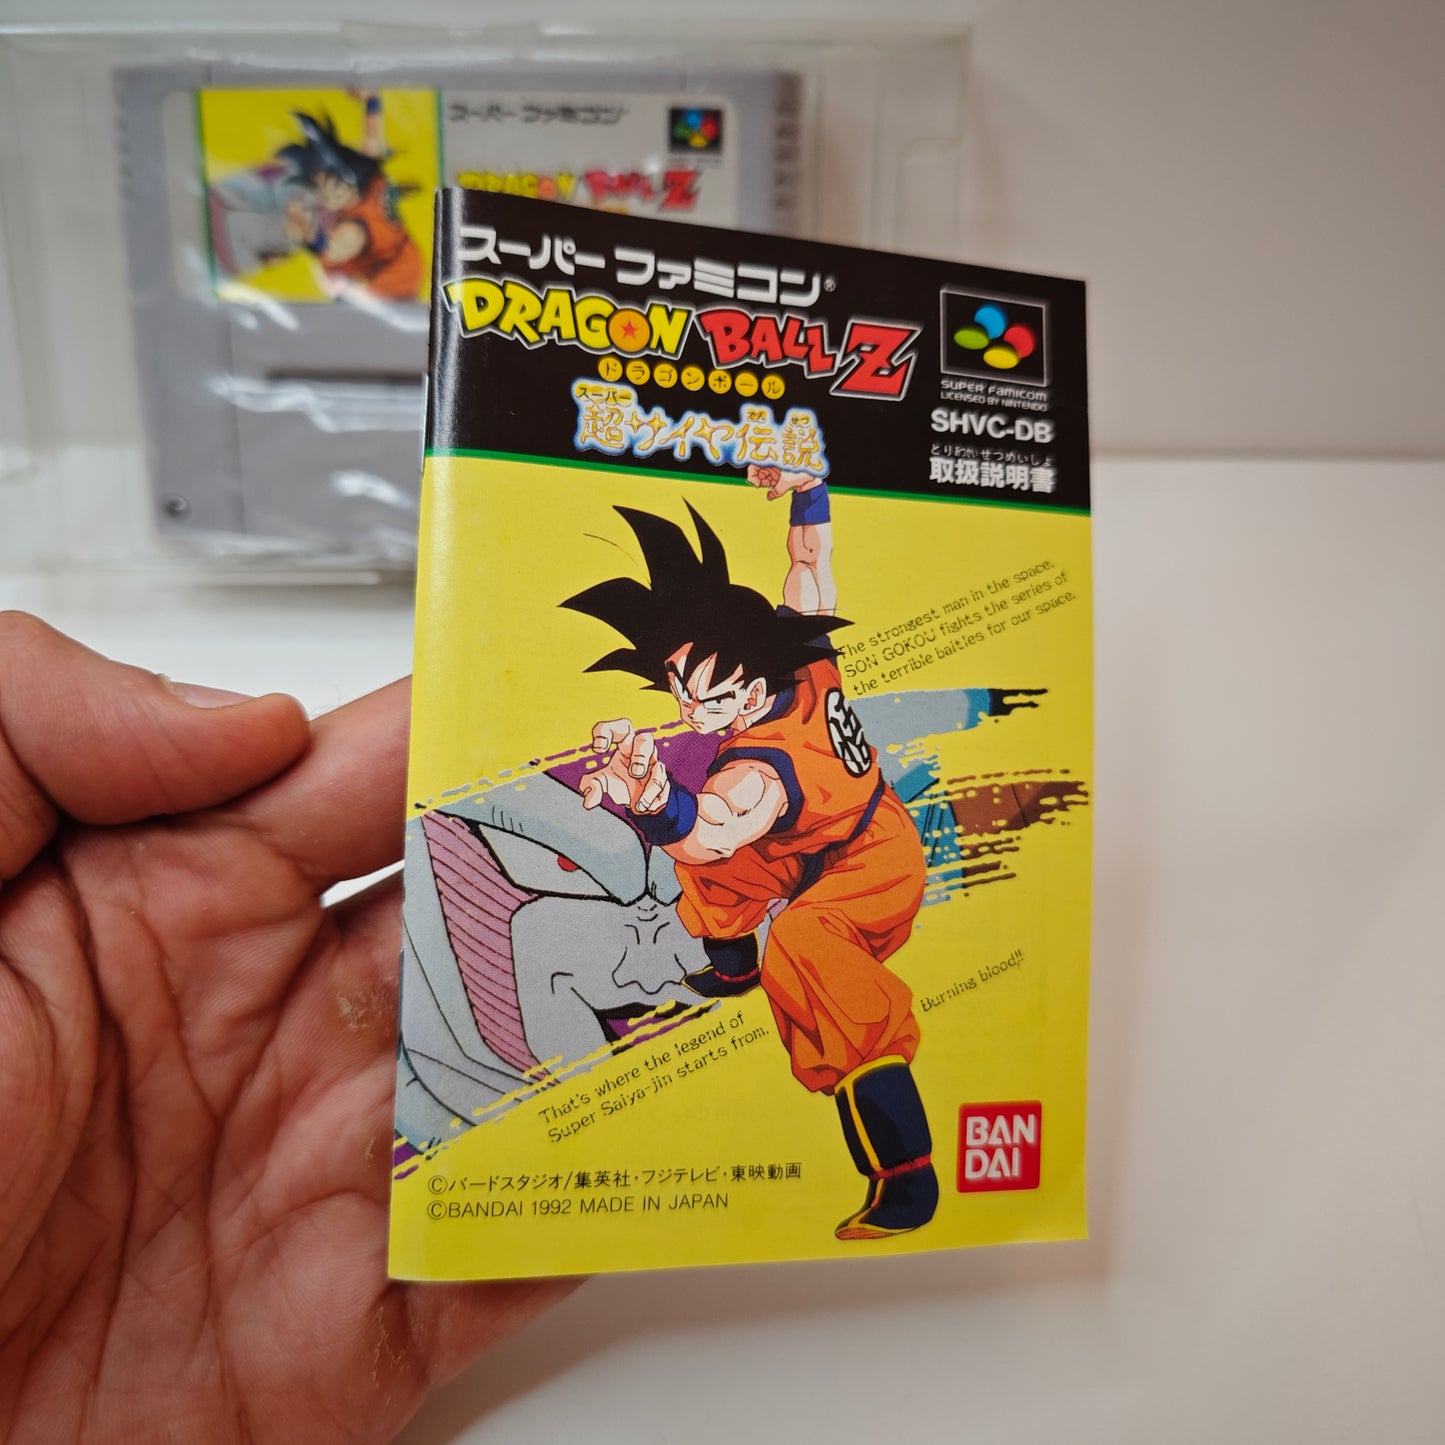 スーパーファミコン
DRAGON BALL Z
スーパー ファミコン®
DRAGON BALL Z
ドラゴンボール
スーパー でん せつ
超サイヤ伝説
SUPER FAMICOM
LICENSED BY NINTENDO
SHVC-DB
とりあつかいせつめいしょ
取扱説明書
The strongest man in the space,
SON GOKOU fights the series of
the terrible baitles for our space.
Burning blood!!
That's where the legend of
Super Saiya-jin starts from.
BAN
DAI
©バードスタジオ/集英社・フジテレビ・東映動画
©BANDAI 1992 MADE IN JAPAN